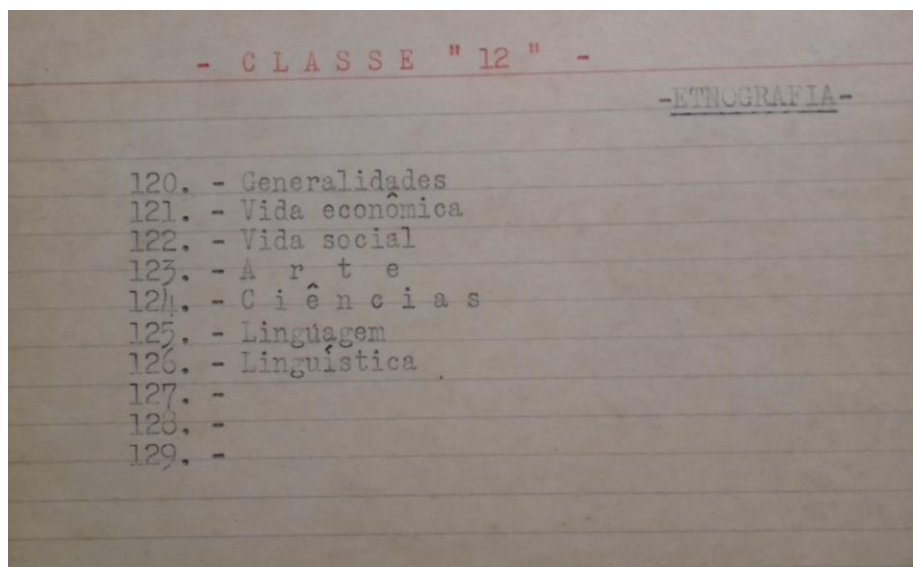 - C L A S S E " 12 " -
-ETNOGRAFIA-
120. - Generalidades
121. - Vida econômica
122. - Vida social
123. - A r t e
124. - C i ê n c i a s
125. - Linguagem
126. - Linguística
127. -
128. -
129. -